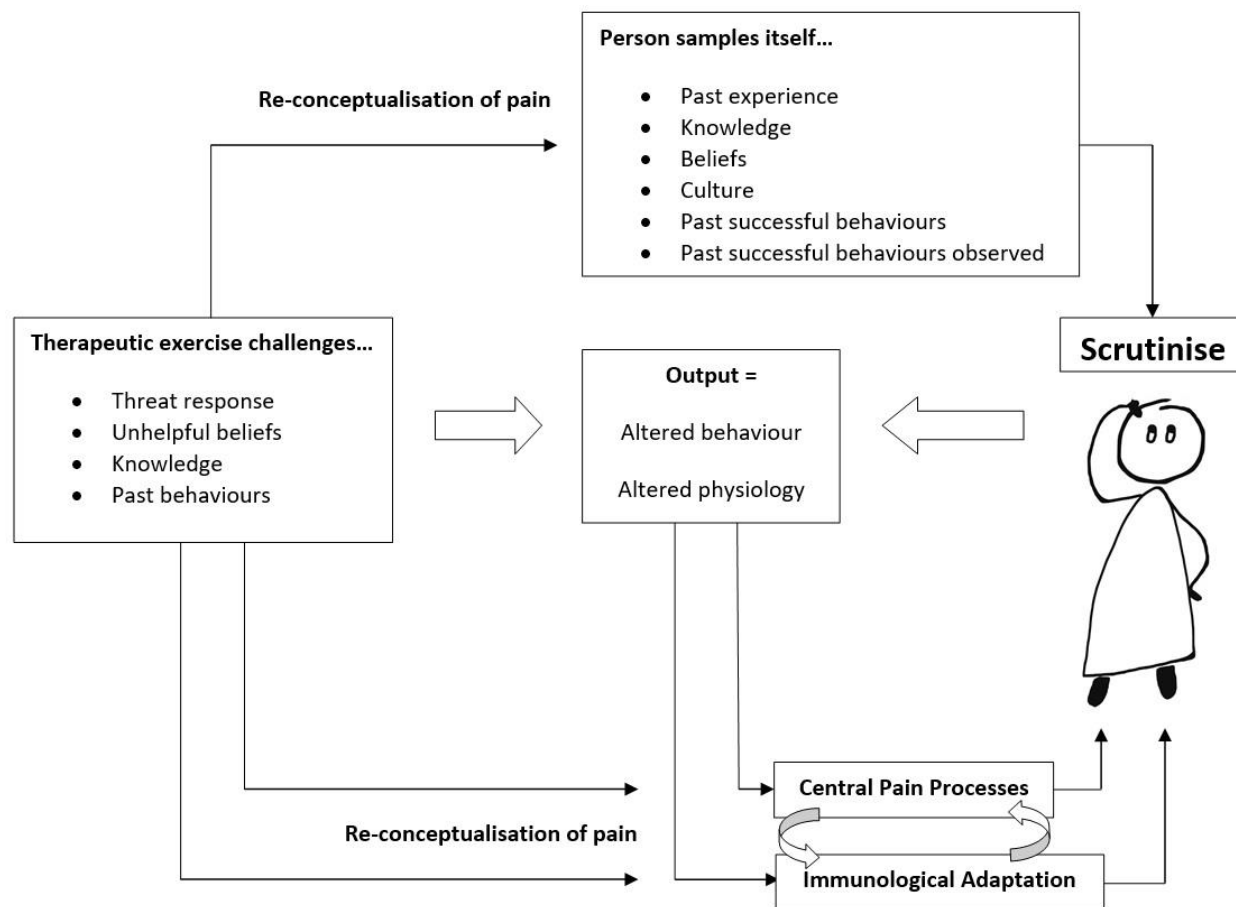 Person samples itself...
Re-conceptualisation of pain
• Past experience
• Knowledge
• Beliefs
• Culture
• Past successful behaviours
• Past successful behaviours observed
Therapeutic exercise challenges...
• Threat response
• Unhelpful beliefs
• Knowledge
• Past behaviours
Output =
Altered behaviour
Altered physiology
Scrutinise
Central Pain Processes
Re-conceptualisation of pain
Immunological Adaptation